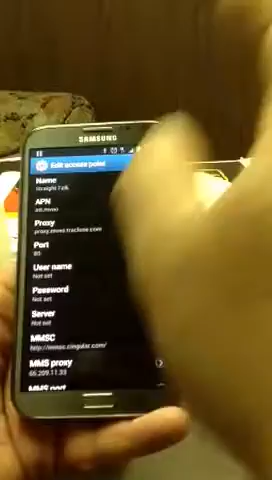 SAMSUNG
Edit access point
Name
Straight Talk
APN
att.mvno
Proxy
proxy.mvno.tracfone.com
Port
80
User name
Not set
Password
Not set
Server
Not set
MMSC
http://mmsc.cingular.com/
MMS proxy
66.209.11.33
MMS port